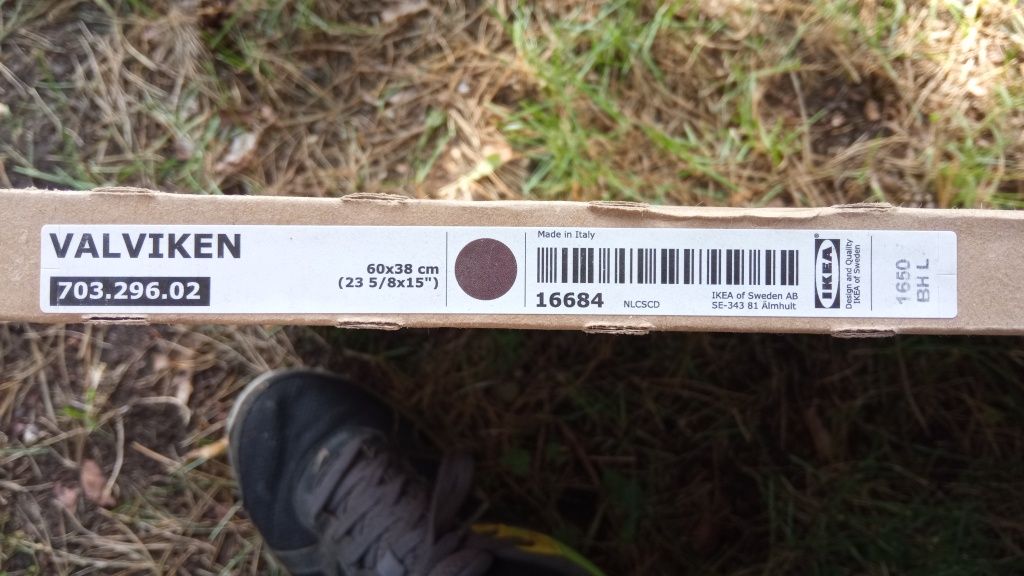 VALVIKEN
703.296.02
60x38 cm
(23 5/8x15")
Made in Italy
16684
NLCSCD
IKEA of Sweden AB
SE-343 81 Älmhult
IKEA®
Design and Quality
IKEA of Sweden
1650
BH L